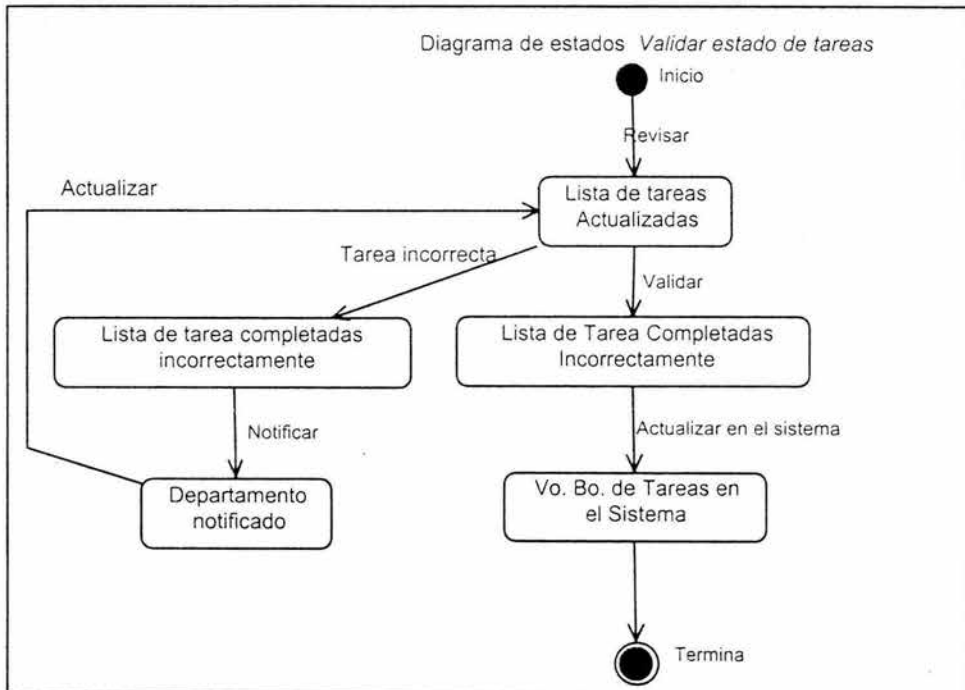 Diagrama de estados Validar estado de tareas
Inicio
Revisar
Actualizar
Lista de tareas
Actualizadas
Tarea incorrecta
Validar
Lista de tarea completadas
incorrectamente
Lista de Tarea Completadas
Incorrectamente
Notificar
Actualizar en el sistema
Departamento
notificado
Vo. Bo. de Tareas en
el Sistema
Termina